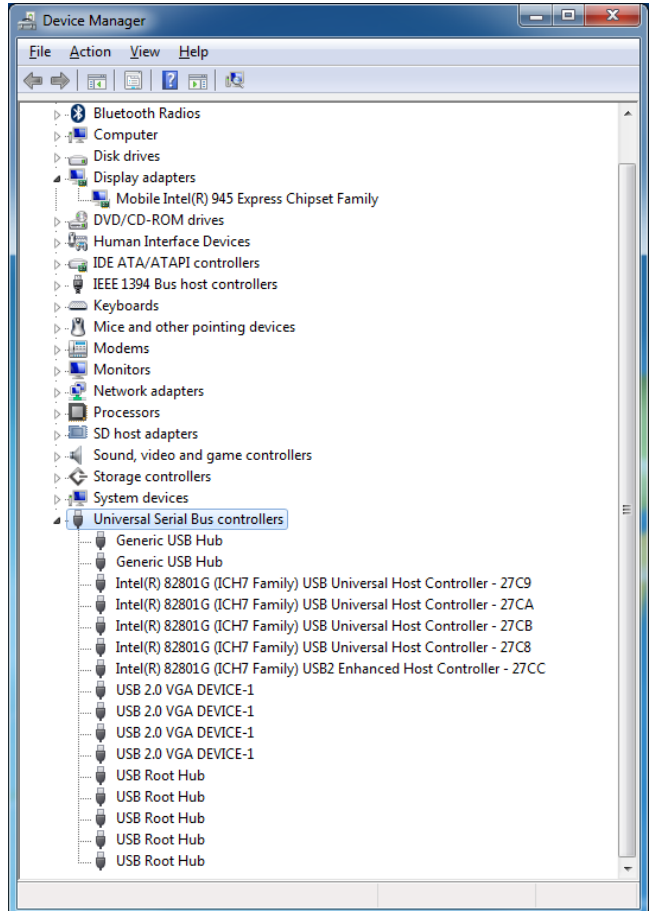 Device Manager
File Action View Help
Bluetooth Radios
Computer
Disk drives
Display adapters
Mobile Intel(R) 945 Express Chipset Family
DVD/CD-ROM drives
Human Interface Devices
IDE ATA/ATAPI controllers
IEEE 1394 Bus host controllers
Keyboards
Mice and other pointing devices
Modems
Monitors
Network adapters
Processors
SD host adapters
Sound, video and game controllers
Storage controllers
System devices
Universal Serial Bus controllers
Generic USB Hub
Generic USB Hub
Intel(R) 82801G (ICH7 Family) USB Universal Host Controller - 27C9
Intel(R) 82801G (ICH7 Family) USB Universal Host Controller - 27CA
Intel(R) 82801G (ICH7 Family) USB Universal Host Controller - 27CB
Intel(R) 82801G (ICH7 Family) USB Universal Host Controller - 27C8
Intel(R) 82801G (ICH7 Family) USB2 Enhanced Host Controller - 27CC
USB 2.0 VGA DEVICE-1
USB 2.0 VGA DEVICE-1
USB 2.0 VGA DEVICE-1
USB 2.0 VGA DEVICE-1
USB Root Hub
USB Root Hub
USB Root Hub
USB Root Hub
USB Root Hub